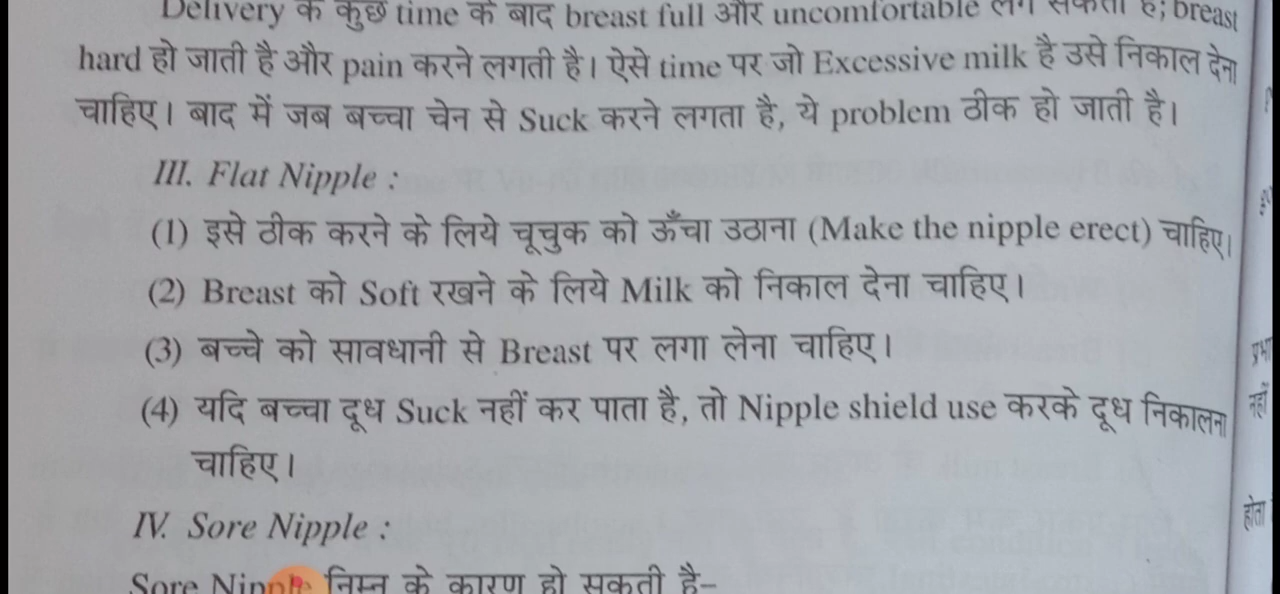 Delivery के कुछ time के बाद breast full और uncomfortable लग सकता है; breast
hard हो जाती है और pain करने लगती है। ऐसे time पर जो Excessive milk है उसे निकाल देना
चाहिए। बाद में जब बच्चा चेन से Suck करने लगता है, ये problem ठीक हो जाती है।
III. Flat Nipple :
(1) इसे ठीक करने के लिये चूचुक को ऊँचा उठाना (Make the nipple erect) चाहिए।
(2) Breast को Soft रखने के लिये Milk को निकाल देना चाहिए।
(3) बच्चे को सावधानी से Breast पर लगा लेना चाहिए।
(4) यदि बच्चा दूध Suck नहीं कर पाता है, तो Nipple shield use करके दूध निकालना
चाहिए।
IV. Sore Nipple :
Sore Nipple निम्न के कारण हो सकती है–
नहीं
होता